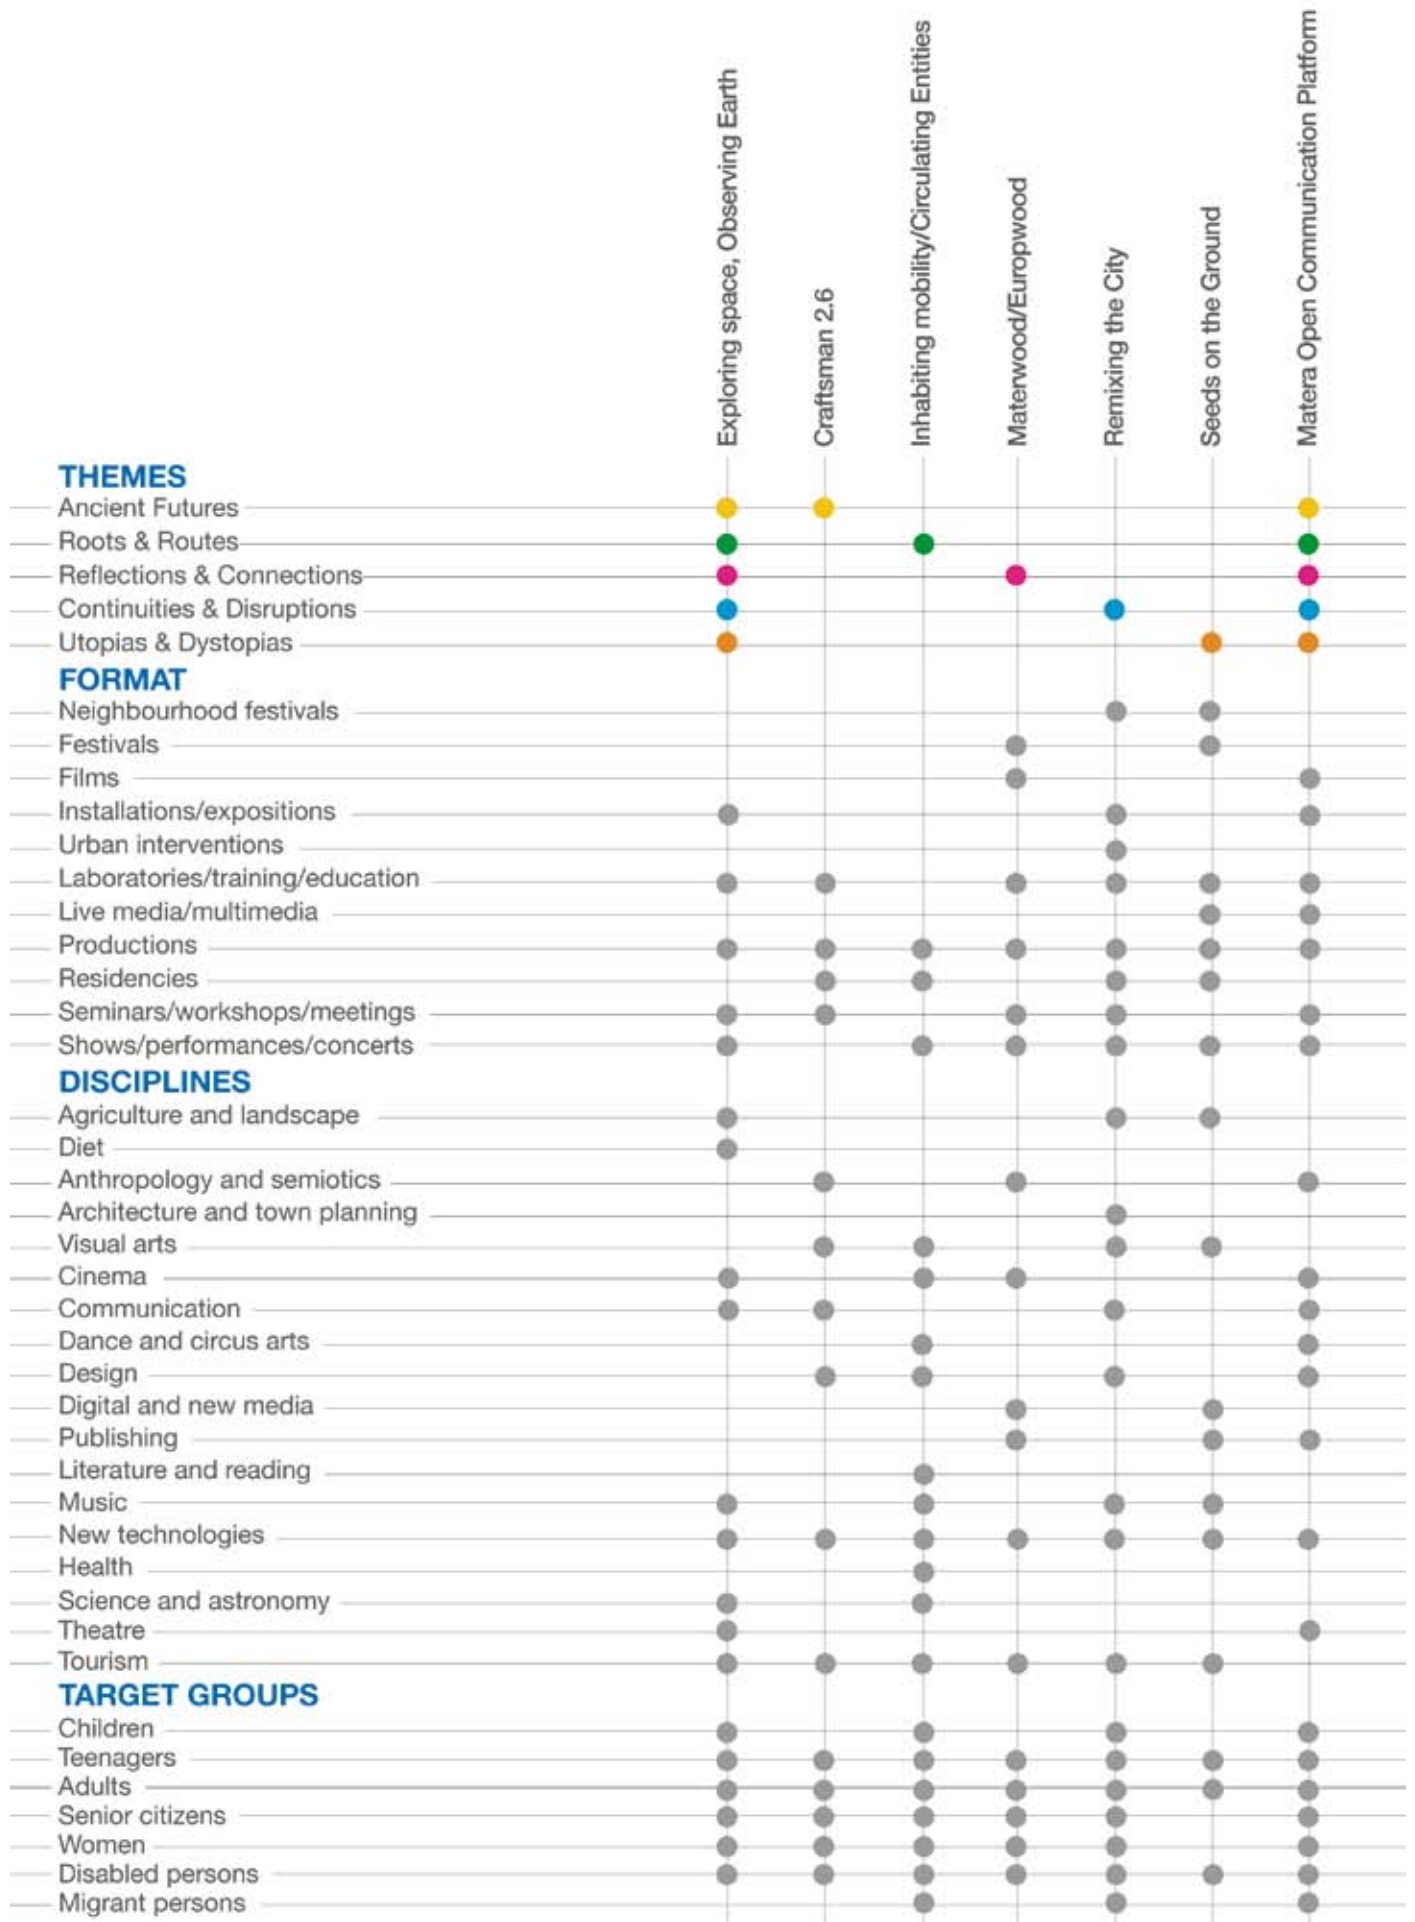 Exploring space, Observing Earth
Craftsman 2.6
Inhabiting mobility/Circulating Entities
Materwood/Europwood
Remixing the City
Seeds on the Ground
Matera Open Communication Platform
THEMES
Ancient Futures
Roots & Routes
Reflections & Connections
Continuities & Disruptions
Utopias & Dystopias
FORMAT
Neighbourhood festivals
Festivals
Films
Installations/expositions
Urban interventions
Laboratories/training/education
Live media/multimedia
Productions
Residencies
Seminars/workshops/meetings
Shows/performances/concerts
DISCIPLINES
Agriculture and landscape
Diet
Anthropology and semiotics
Architecture and town planning
Visual arts
Cinema
Communication
Dance and circus arts
Design
Digital and new media
Publishing
Literature and reading
Music
New technologies
Health
Science and astronomy
Theatre
Tourism
TARGET GROUPS
Children
Teenagers
Adults
Senior citizens
Women
Disabled persons
Migrant persons